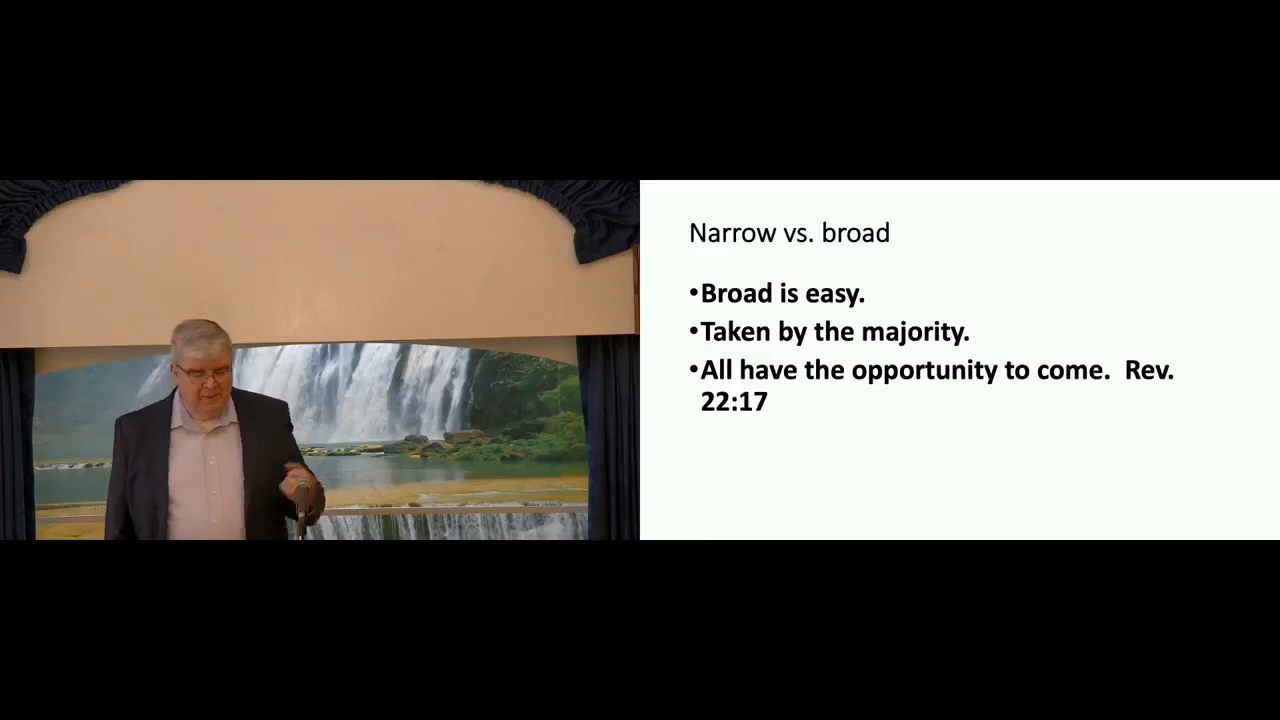 Narrow vs. broad
•Broad is easy.
•Taken by the majority.
•All have the opportunity to come.  Rev.
22:17